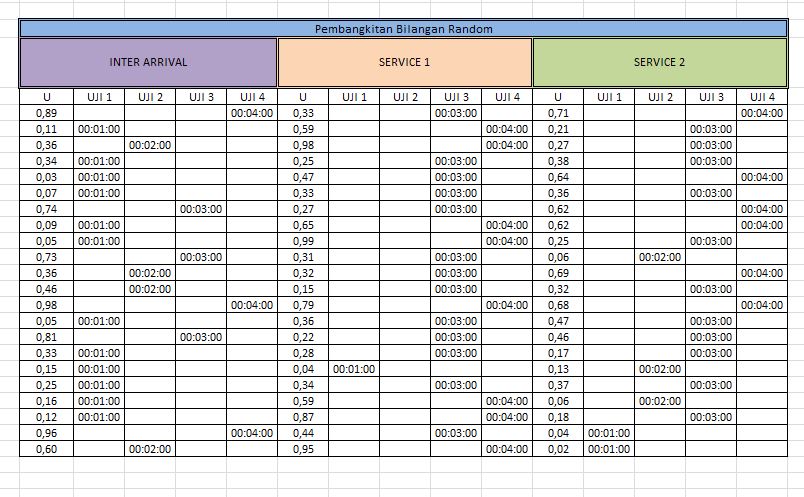 Pembangkitan Bilangan Random
INTER ARRIVAL SERVICE 1 SERVICE 2
U UJI 1 UJI 2 UJI 3 UJI 4 U UJI 1 UJI 2 UJI 3 UJI 4 U UJI 1 UJI 2 UJI 3 UJI 4
0,89 00:04:00 0,33 00:03:00 0,71 00:04:00
0,11 00:01:00 0,59 00:04:00 0,21 00:03:00
0,36 00:02:00 0,98 00:04:00 0,27 00:03:00
0,34 00:01:00 0,25 00:03:00 0,38 00:03:00
0,03 00:01:00 0,47 00:03:00 0,64 00:04:00
0,07 00:01:00 0,33 00:03:00 0,36 00:03:00
0,74 00:03:00 0,27 00:03:00 0,62 00:04:00
0,09 00:01:00 0,65 00:04:00 0,62 00:04:00
0,05 00:01:00 0,99 00:04:00 0,25 00:03:00
0,73 00:03:00 0,31 00:03:00 0,06 00:02:00
0,36 00:02:00 0,32 00:03:00 0,69 00:04:00
0,46 00:02:00 0,15 00:03:00 0,32 00:03:00
0,98 00:04:00 0,79 00:04:00 0,68 00:04:00
0,05 00:01:00 0,36 00:03:00 0,47 00:03:00
0,81 00:03:00 0,22 00:03:00 0,46 00:03:00
0,33 00:01:00 0,28 00:03:00 0,17 00:03:00
0,15 00:01:00 0,04 00:01:00 0,13 00:02:00
0,25 00:01:00 0,34 00:03:00 0,37 00:03:00
0,16 00:01:00 0,59 00:04:00 0,06 00:02:00
0,12 00:01:00 0,87 00:04:00 0,18 00:03:00
0,96 00:04:00 0,44 00:03:00 0,04 00:01:00
0,60 00:02:00 0,95 00:04:00 0,02 00:01:00